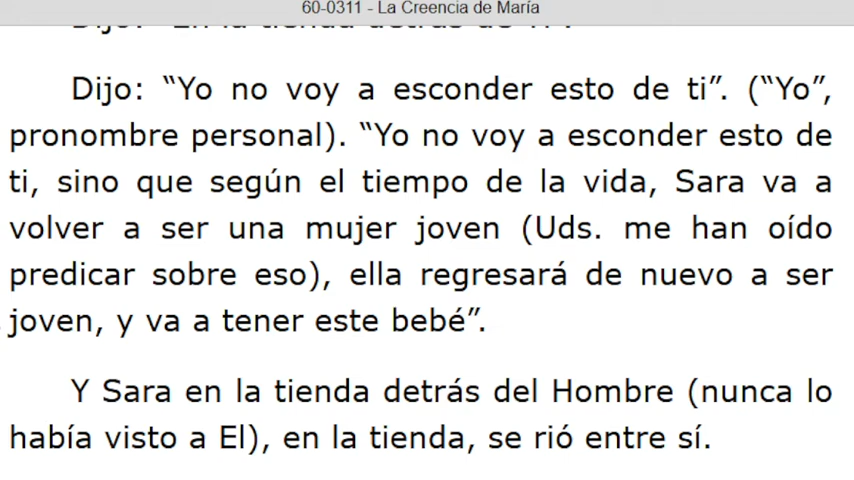 60-0311 - La Creencia de María
Dijo: “Yo no voy a esconder esto de ti”. (“Yo”,
pronombre personal). “Yo no voy a esconder esto de
ti, sino que según el tiempo de la vida, Sara va a
volver a ser una mujer joven (Uds. me han oído
predicar sobre eso), ella regresará de nuevo a ser
joven, y va a tener este bebé”.
Y Sara en la tienda detrás del Hombre (nunca lo
había visto a El), en la tienda, se rió entre sí.